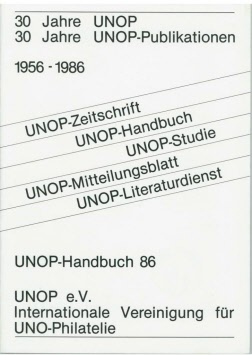 30 Jahre UNOP
30 Jahre UNOP-Publikationen
1956 - 1986
UNOP-Zeitschrift
UNOP-Handbuch
UNOP-Studie
UNOP-Mitteilungsblatt
UNOP-Literaturdienst
UNOP-Handbuch 86
UNOP e.V.
Internationale Vereinigung für
UNO-Philatelie